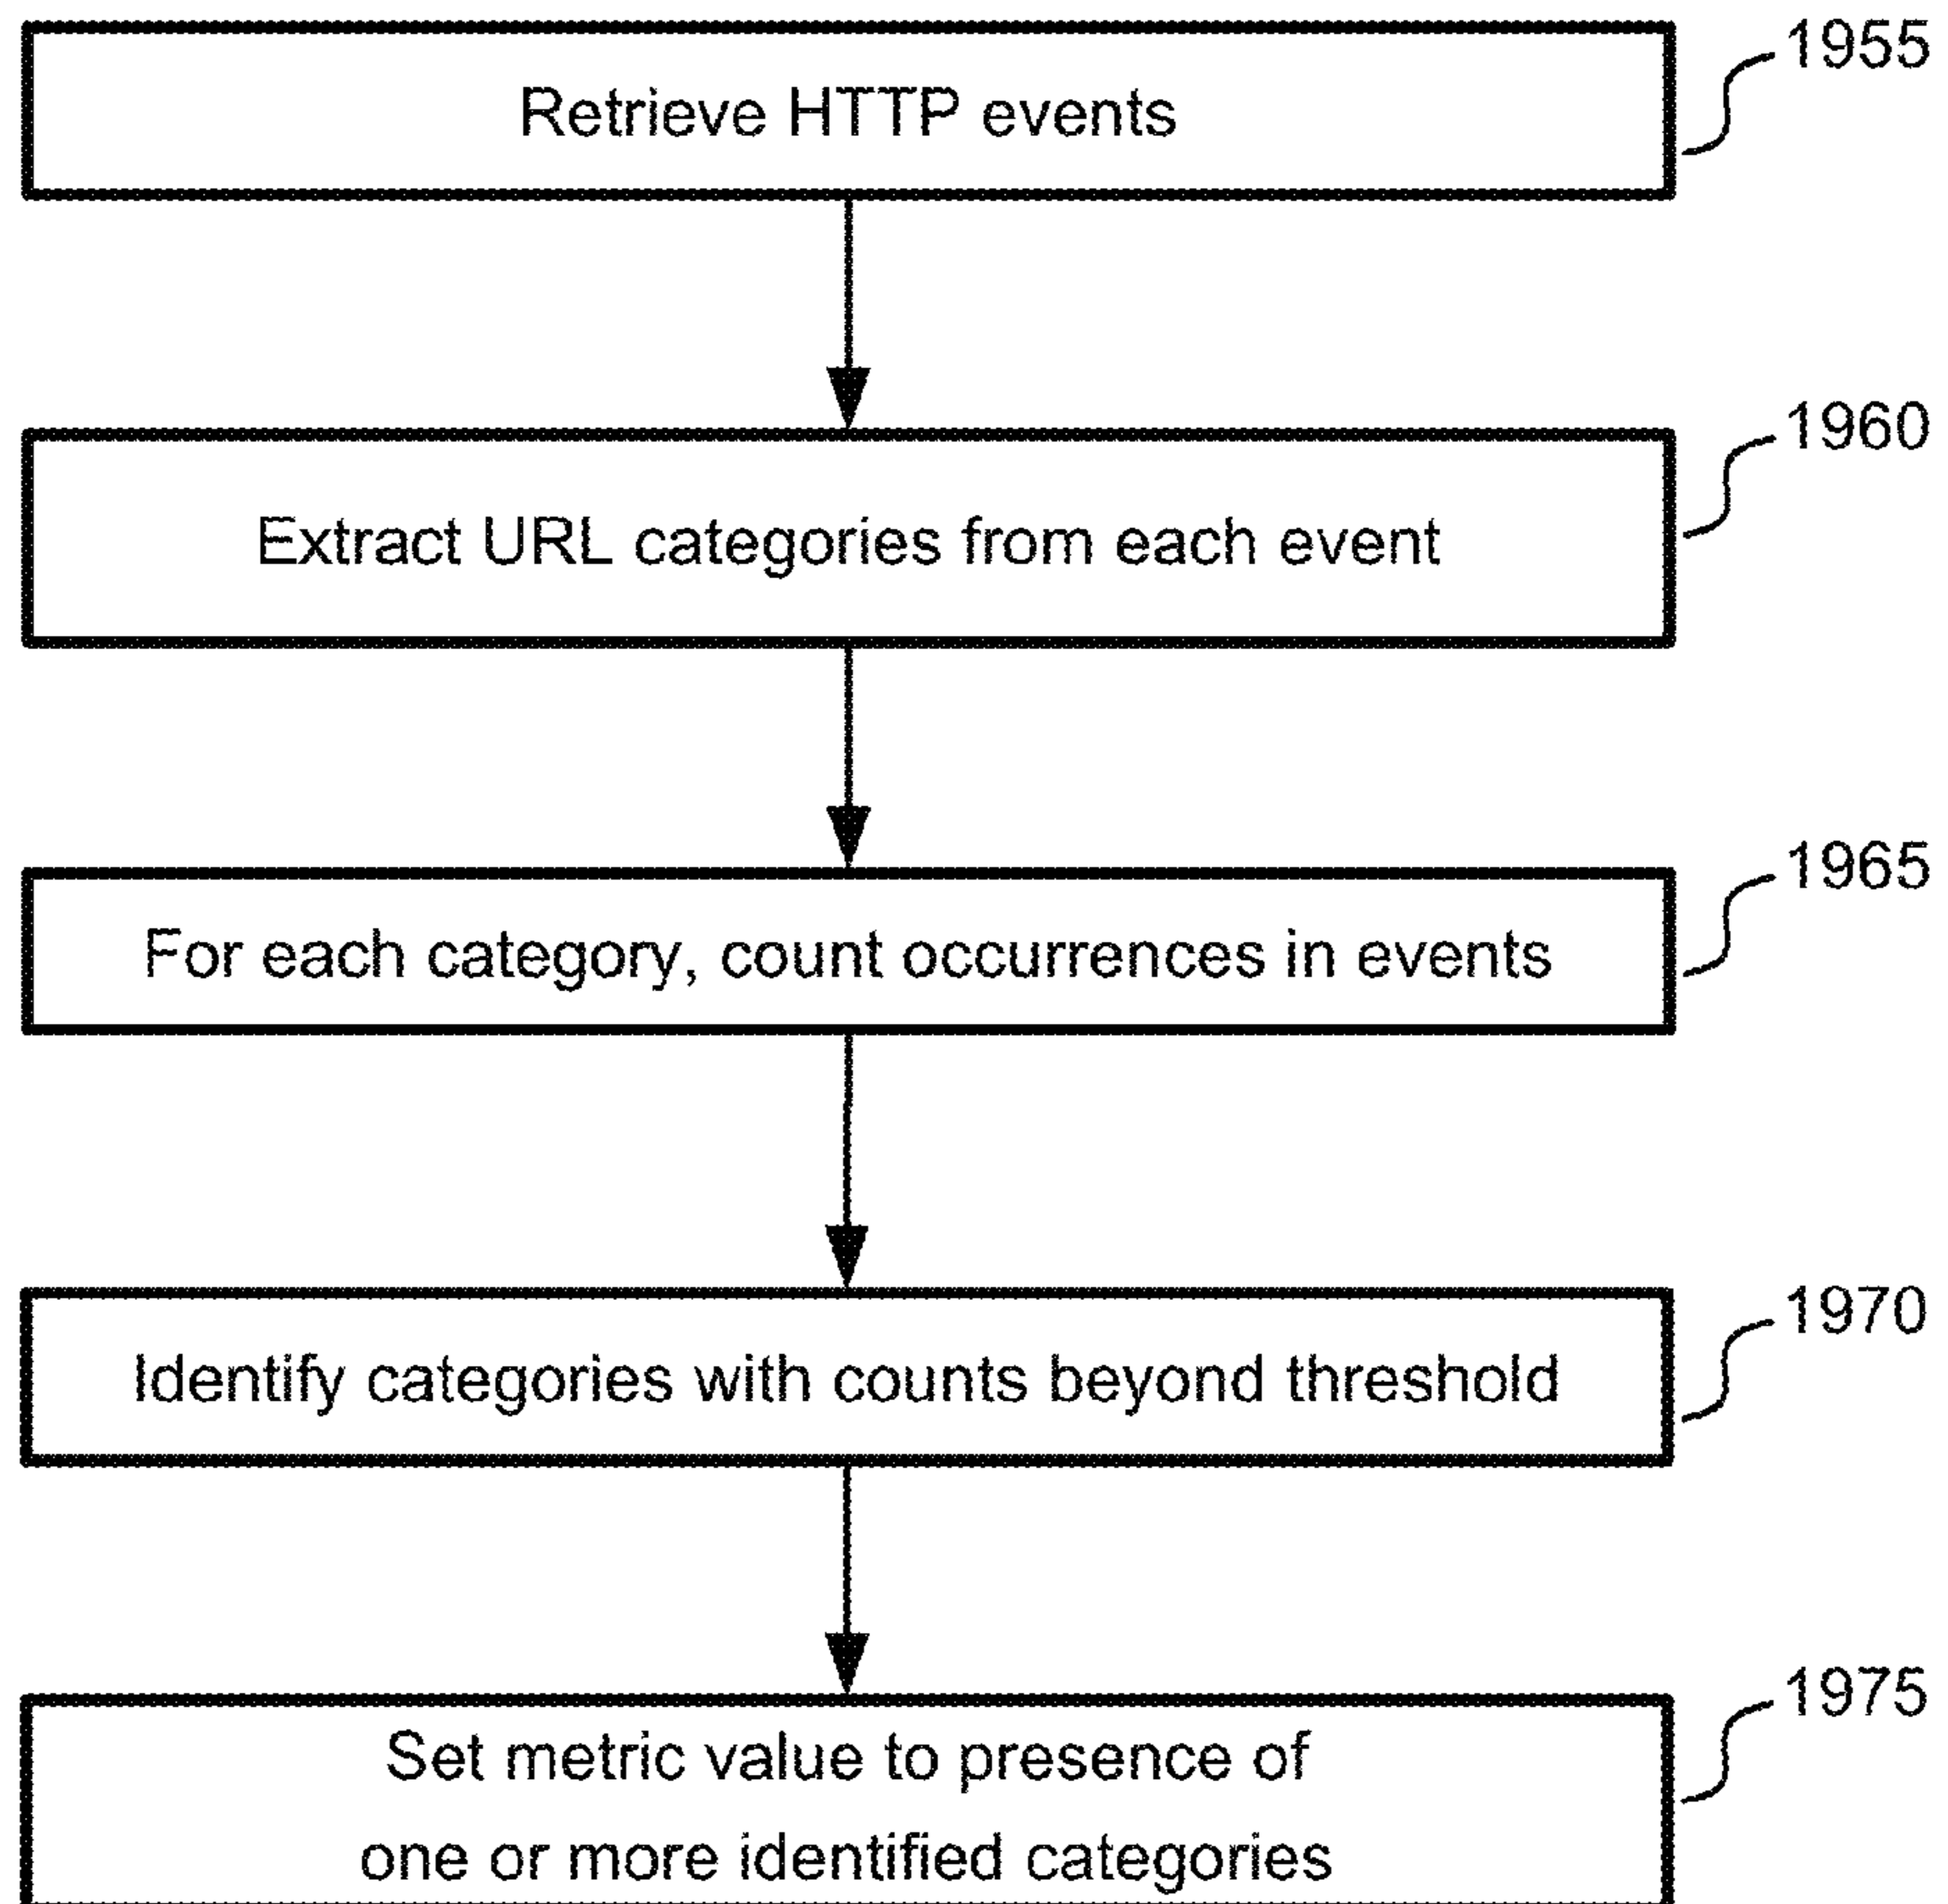 1955
Retrieve HTTP events
1960
Extract URL categories from each event
1965
For each category, count occurrences in events
1970
Identify categories with counts beyond threshold
1975
Set metric value to presence of
one or more identified categories